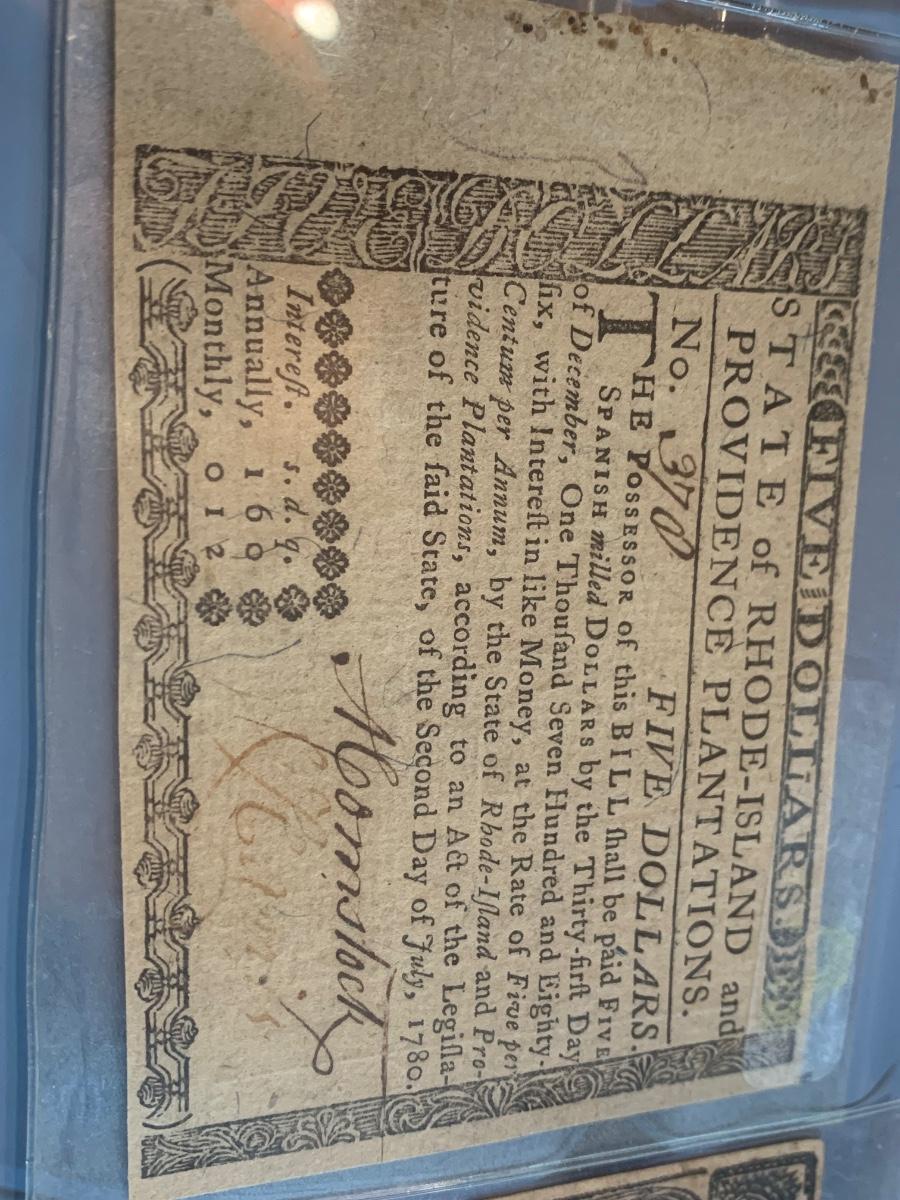 FIVE DOLLARS.
FIVE DOLLARS
STATE of RHODE-ISLAND and
PROVIDENCE PLANTATIONS.
No. 370 FIVE DOLLARS.
THE POSSESSOR of this BILL ſhall be paid FIVE
SPANISH milled DOLLARS by the Thirty-firſt Day
of December, One Thouſand Seven Hundred and Eighty-
ſix, with Intereſt in like Money, at the Rate of Five per
Centum per Annum, by the State of Rhode-Iſland and Pro-
vidence Plantations, according to an Act of the Legiſla-
ture of the ſaid State, of the Second Day of July, 1780.
Intereſt. s. d. q.
Annually, 1 6 0
Monthly, 0 1 2
A Comstock